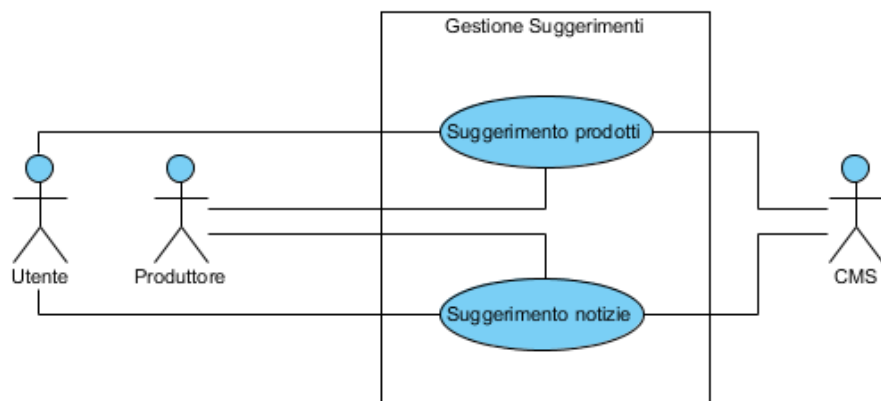 Gestione Suggerimenti
Suggerimento prodotti
Utente
Produttore
CMS
Suggerimento notizie